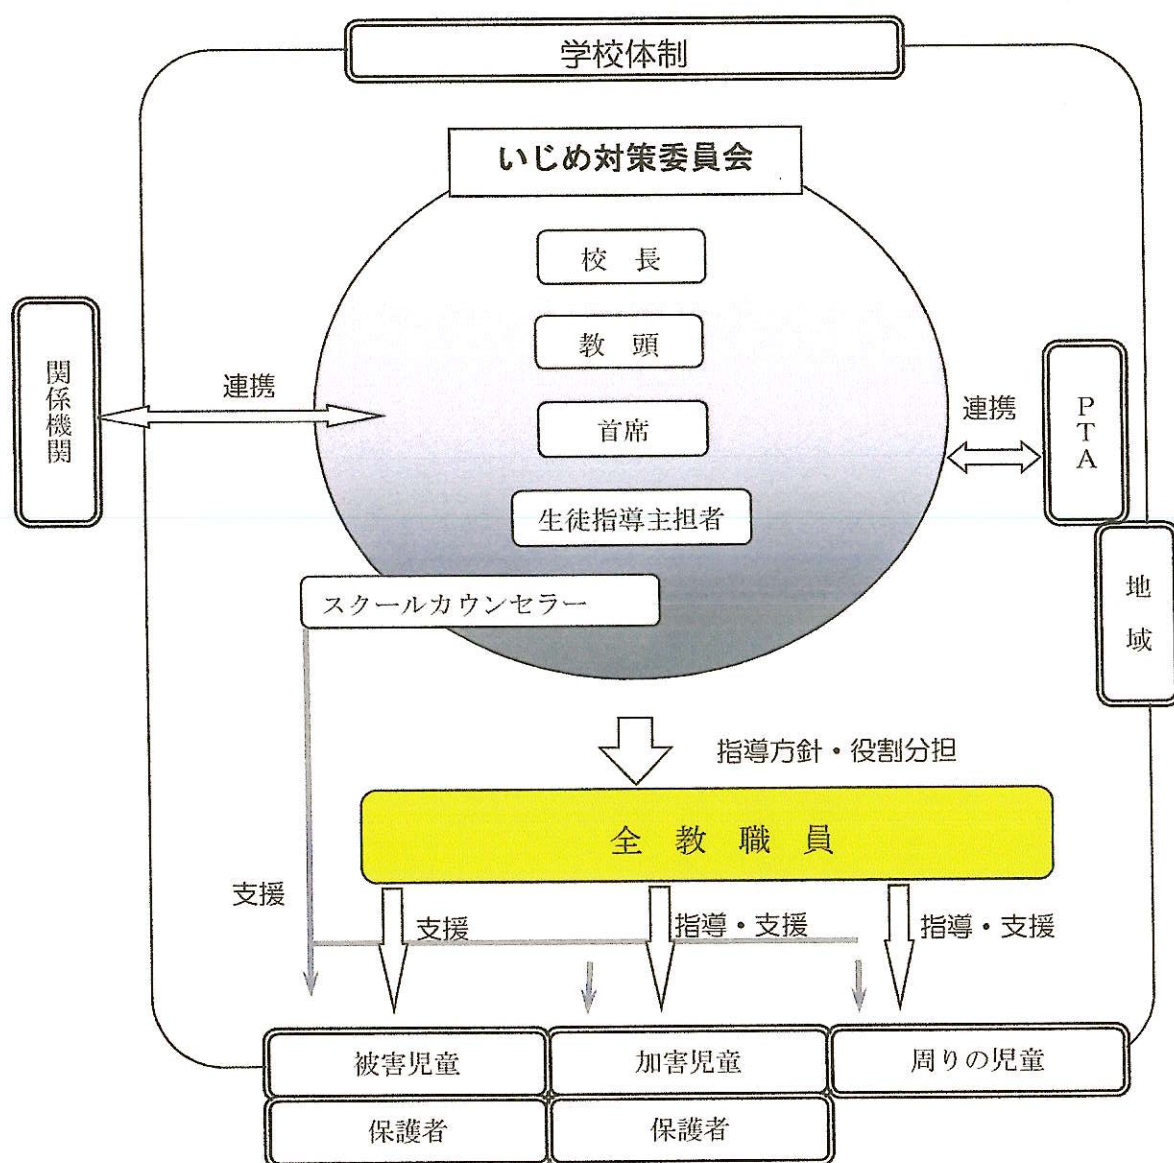 学校体制
いじめ対策委員会
校 長
教 頭
首席
生徒指導主担者
スクールカウンセラー
関係機関
連携
連携
PTA
地 域
指導方針・役割分担
全 教 職 員
支援
支援
指導・支援
指導・支援
被害児童
加害児童
周りの児童
保護者
保護者